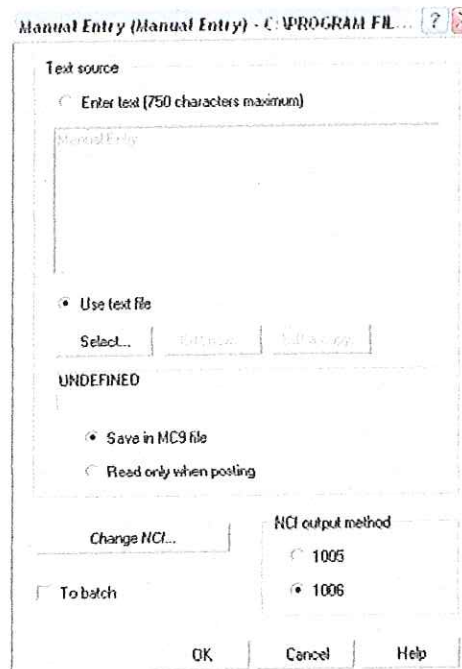 Manual Entry (Manual Entry) - C:\PROGRAM FIL... ? X
Text source
Enter text (750 characters maximum)
Manual Entry
Use text file
Select...
UNDEFINED
Save in MC9 file
Read only when posting
Change NCI...
NCI output method
1005
To batch
1006
OK Cancel Help